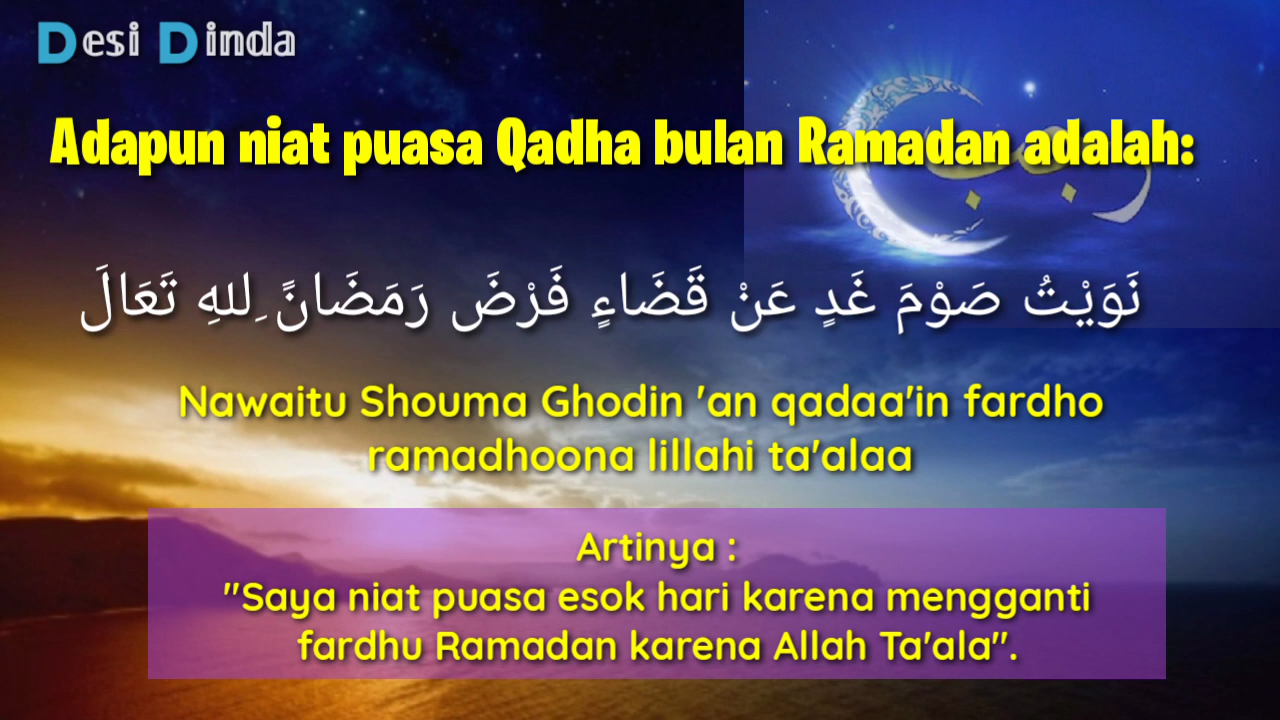 Desi Dinda
Adapun niat puasa Qadha bulan Ramadan adalah:
رجب
نَوَيْتُ صَوْمَ غَدٍ عَنْ قَضَاءٍ فَرْضَ رَمَضَانً ِللهِ تَعَالَ
Nawaitu Shouma Ghodin 'an qadaa'in fardho
ramadhoona lillahi ta'alaa
Artinya :
"Saya niat puasa esok hari karena mengganti
fardhu Ramadan karena Allah Ta'ala".